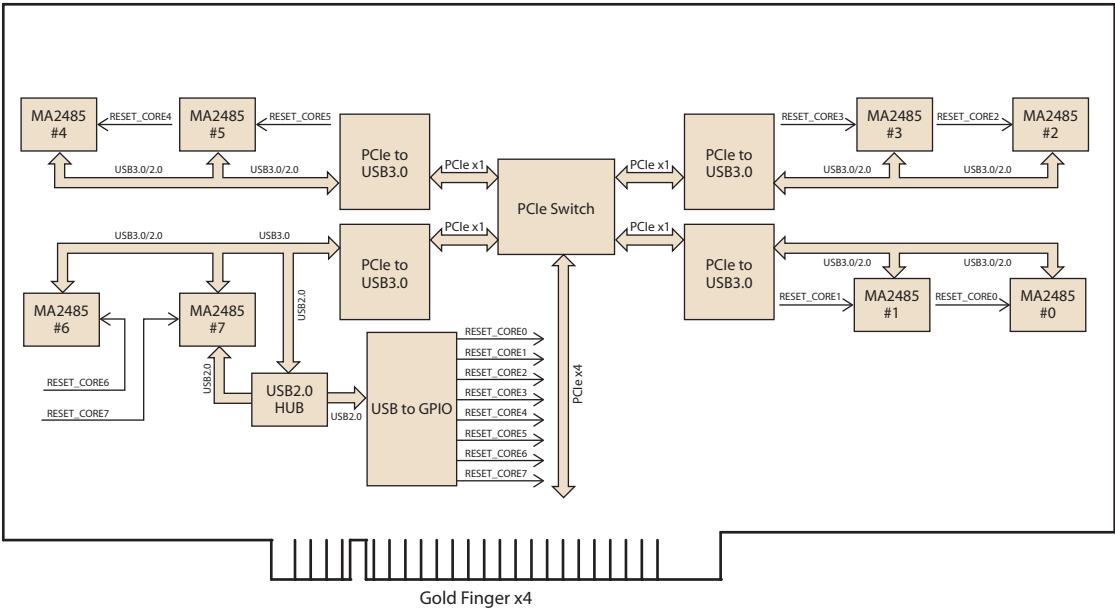 MA2485
#4
RESET_CORE4
MA2485
#5
RESET_CORE5
PCIe to
USB3.0
USB3.0/2.0
USB3.0/2.0
PCIe x1
PCIe Switch
PCIe x1
PCIe to
USB3.0
RESET_CORE3
MA2485
#3
RESET_CORE2
MA2485
#2
USB3.0/2.0
USB3.0/2.0
USB3.0/2.0
USB3.0
PCIe x1
PCIe to
USB3.0
PCIe x1
PCIe to
USB3.0
USB3.0/2.0
USB3.0/2.0
RESET_CORE1
MA2485
#1
RESET_CORE0
MA2485
#0
MA2485
#6
MA2485
#7
USB2.0
RESET_CORE6
RESET_CORE7
USB2.0
USB2.0
HUB
USB2.0
USB to GPIO
RESET_CORE0
RESET_CORE1
RESET_CORE2
RESET_CORE3
RESET_CORE4
RESET_CORE5
RESET_CORE6
RESET_CORE7
PCIe x4
Gold Finger x4